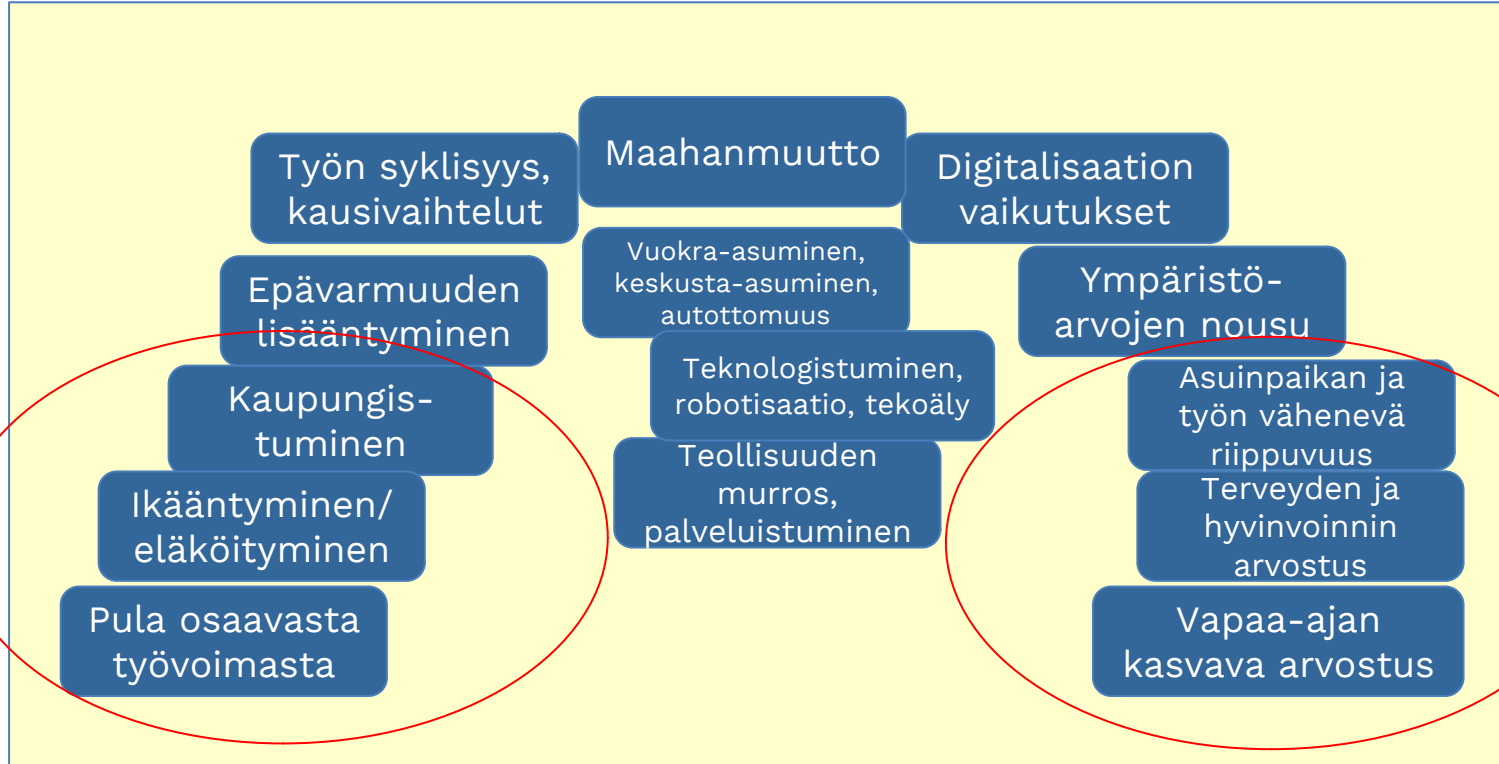 Maahanmuutto
Työn syklisyys,
kausivaihtelut
Digitalisaation
vaikutukset
Vuokra-asuminen,
keskusta-asuminen,
autottomuus
Epävarmuuden
lisääntyminen
Ympäristö-
arvojen nousu
Teknologistuminen,
robotisaatio, tekoäly
Kaupungis-
tuminen
Asuinpaikan ja
työn vähenevä
riippuvuus
Teollisuuden
murros,
palveluistuminen
Ikääntyminen/
eläköityminen
Terveyden ja
hyvinvoinnin
arvostus
Pula osaavasta
työvoimasta
Vapaa-ajan
kasvava arvostus